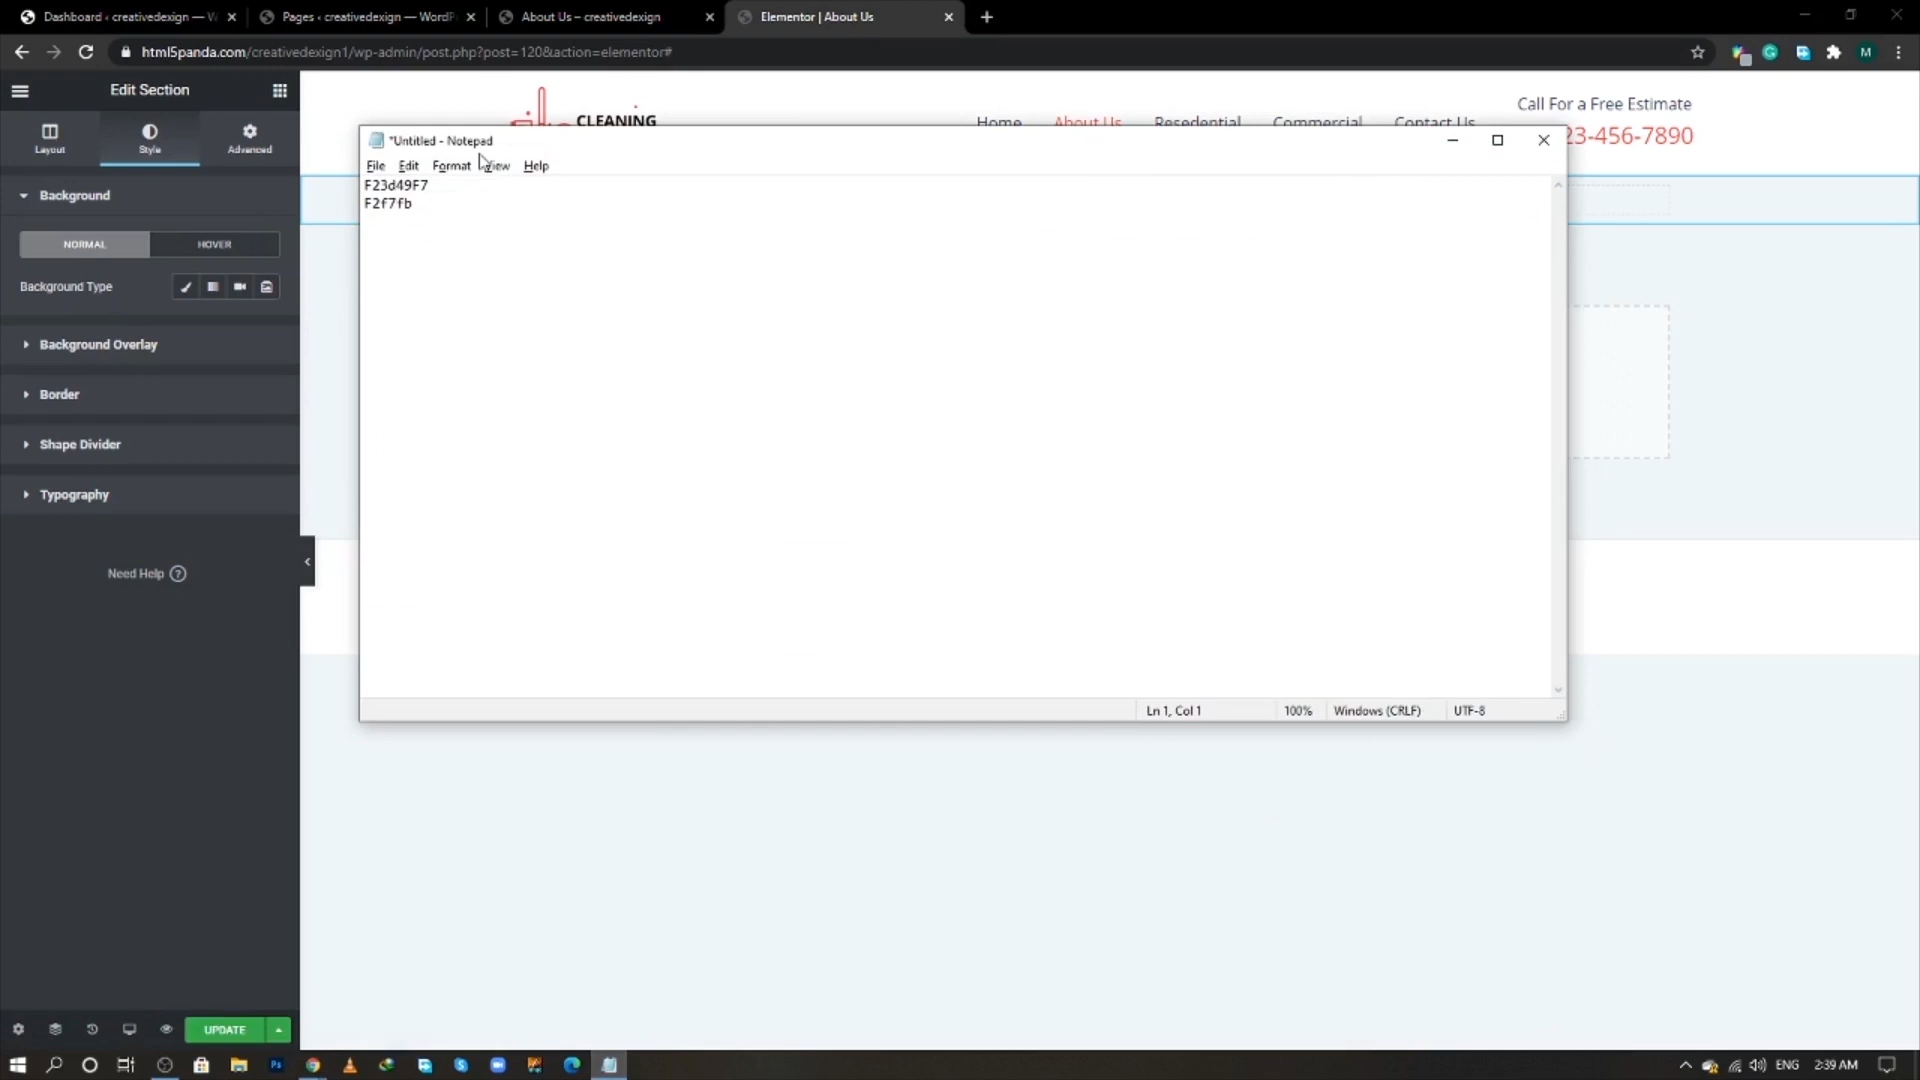 Dashboard ‹ creativedexign — W
Pages ‹ creativedexign — WordP
About Us – creativedexign
Elementor | About Us
html5panda.com/creativedexign1/wp-admin/post.php?post=120&action=elementor#
M
Edit Section
Layout
Style
Advanced
Background
NORMAL
HOVER
Background Type
Background Overlay
Border
Shape Divider
Typography
Need Help ?
UPDATE
CLEANING
Home
About Us
Resedential
Commercial
Contact Us
Call For a Free Estimate
23-456-7890
*Untitled - Notepad
File
Edit
Format
View
Help
F23d49F7
F2f7fb
Ln 1, Col 1
100%
Windows (CRLF)
UTF-8
Ps
ENG
2:39 AM